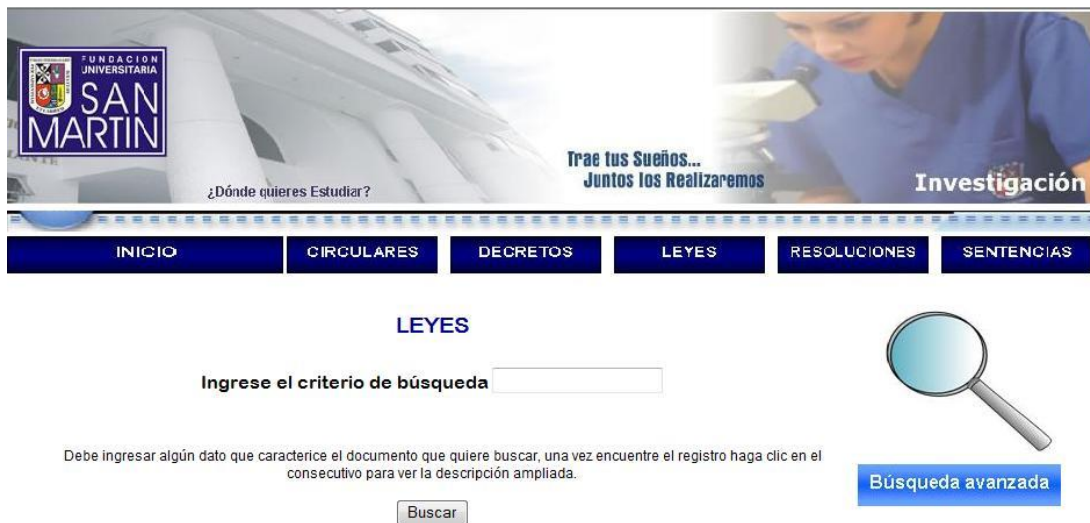 FUNDACION
UNIVERSITARIA
SAN
MARTIN
¿Dónde quieres Estudiar?
Trae tus Sueños...
Juntos los Realizaremos
Investigación
INICIO
CIRCULARES
DECRETOS
LEYES
RESOLUCIONES
SENTENCIAS
LEYES
Ingrese el criterio de búsqueda
Debe ingresar algún dato que caracterice el documento que quiere buscar, una vez encuentre el registro haga clic en el
consecutivo para ver la descripción ampliada.
Búsqueda avanzada
Buscar